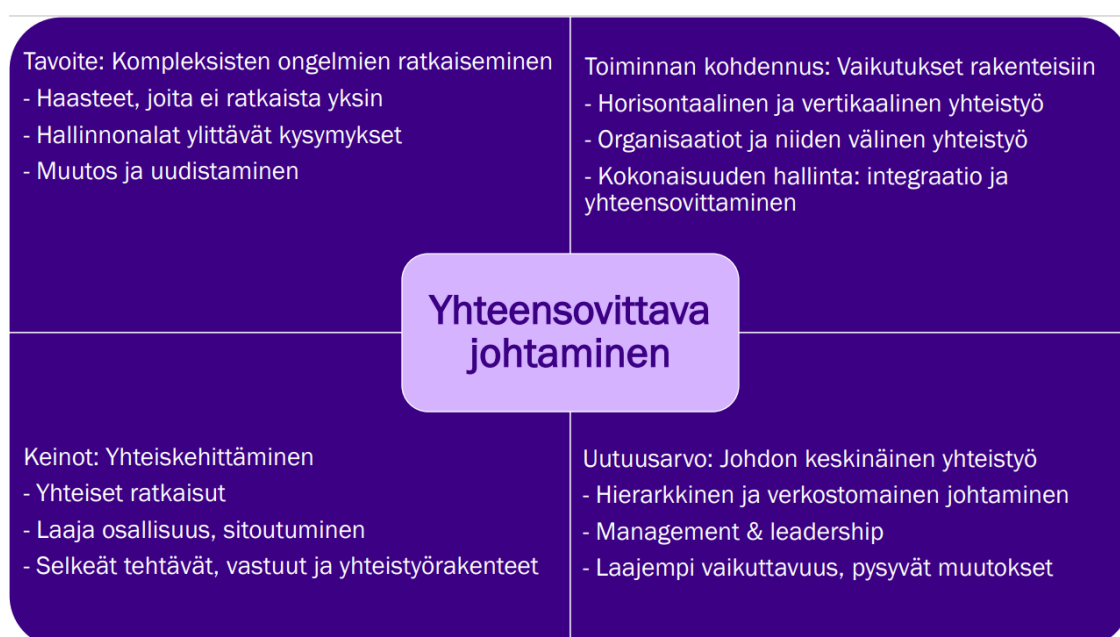 Tavoite: Kompleksisten ongelmien ratkaiseminen
- Haasteet, joita ei ratkaista yksin
- Hallinnonalat ylittävät kysymykset
- Muutos ja uudistaminen
Toiminnan kohdennus: Vaikutukset rakenteisiin
- Horisontaalinen ja vertikaalinen yhteistyö
- Organisaatiot ja niiden välinen yhteistyö
- Kokonaisuuden hallinta: integraatio ja
yhteensovittaminen
Yhteensovittava
johtaminen
Keinot: Yhteiskehittäminen
- Yhteiset ratkaisut
- Laaja osallisuus, sitoutuminen
- Selkeät tehtävät, vastuut ja yhteistyörakenteet
Uutuusarvo: Johdon keskinäinen yhteistyö
- Hierarkkinen ja verkostomainen johtaminen
- Management & leadership
- Laajempi vaikuttavuus, pysyvät muutokset